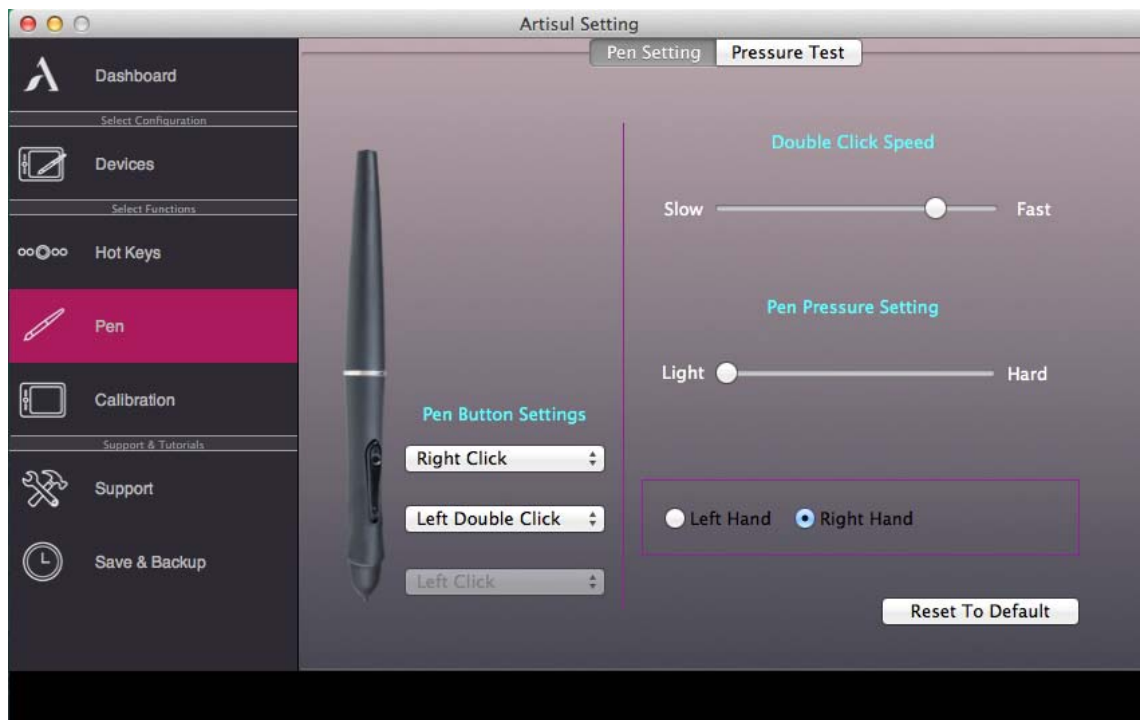 Artisul Setting
Pen Setting Pressure Test
Dashboard
Select Configuration
Devices
Select Functions
Hot Keys
Pen
Calibration
Support & Tutorials
Support
Save & Backup
Pen Button Settings
Right Click
Left Double Click
Left Click
Double Click Speed
Slow Fast
Pen Pressure Setting
Light Hard
Left Hand Right Hand
Reset To Default